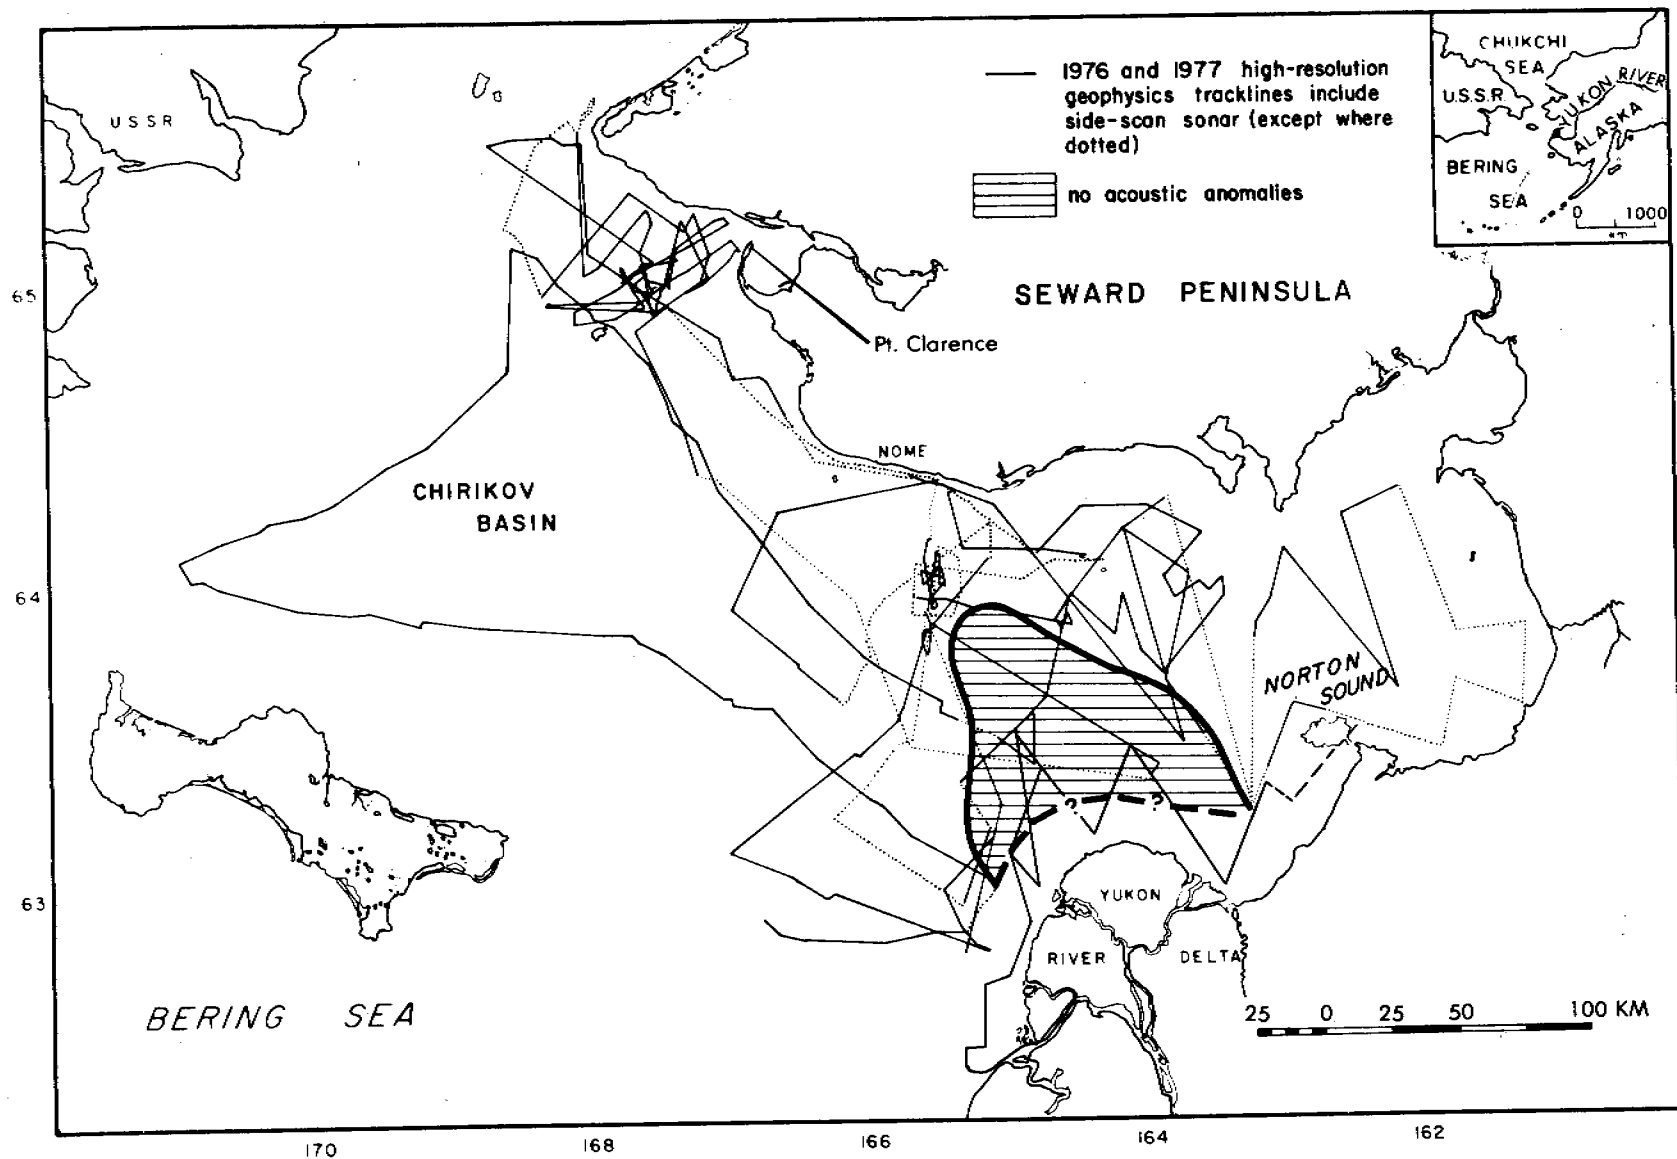 1976 and 1977 high-resolution
geophysics tracklines include
side-scan sonar (except where
dotted)
no acoustic anomalies
CHUKCHI
SEA
U.S.S.R.
YUKON RIVER
ALASKA
BERING
SEA
0 1000
USSR
65
SEWARD PENINSULA
Pt. Clarence
NOME
CHIRIKOV
BASIN
64
NORTON
SOUND
? ?
63
YUKON
RIVER DELTA
BERING SEA
25 0 25 50 100 KM
170 168 166 164 162